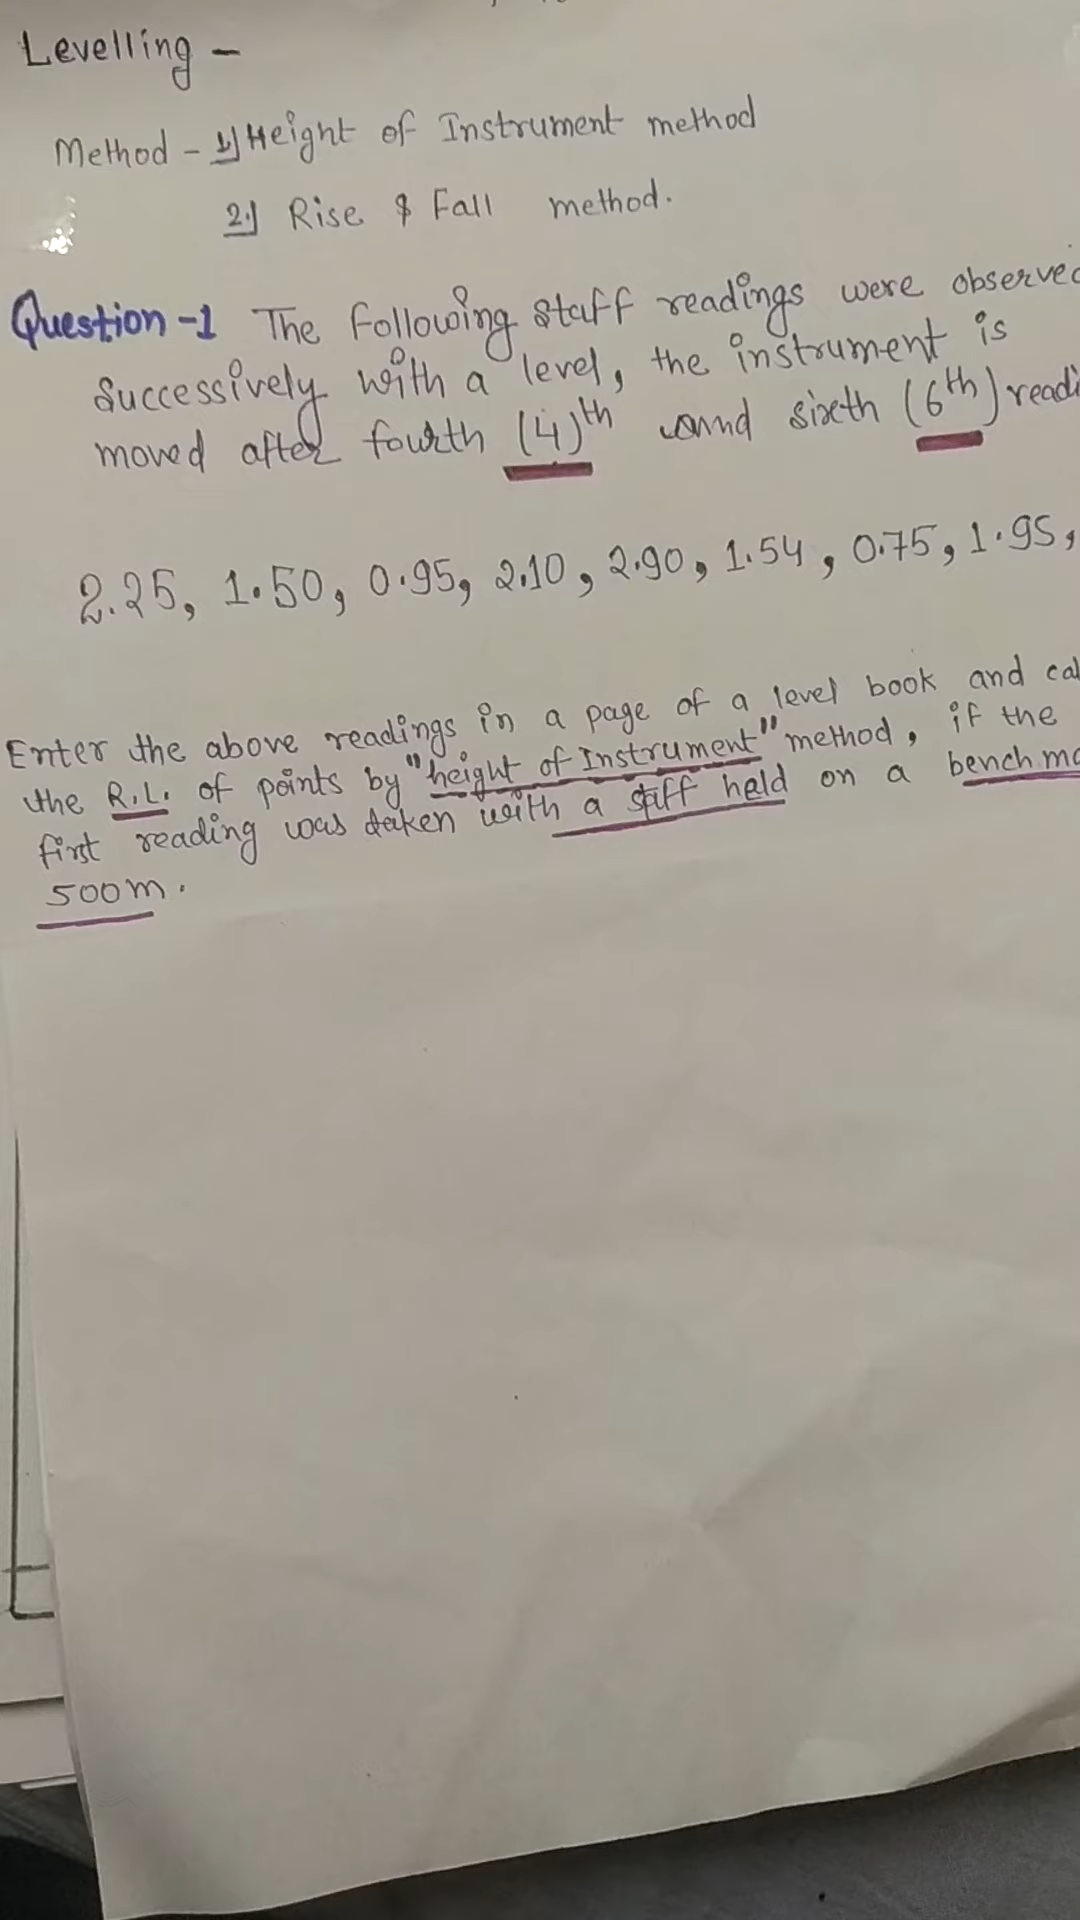 Levelling -
Method - 1) Height of Instrument method
2.) Rise & Fall method.
Question-1 The following staff readings were observed
successively with a level, the instrument is
moved after fourth (4)th and sixth (6th) readi
2.25, 1.50, 0.95, 2.10, 2.90, 1.54, 0.75, 1.95,
Enter the above readings in a page of a level book and cal
the R.L. of points by "height of Instrument" method, if the
first reading was taken with a staff held on a bench ma
500m.